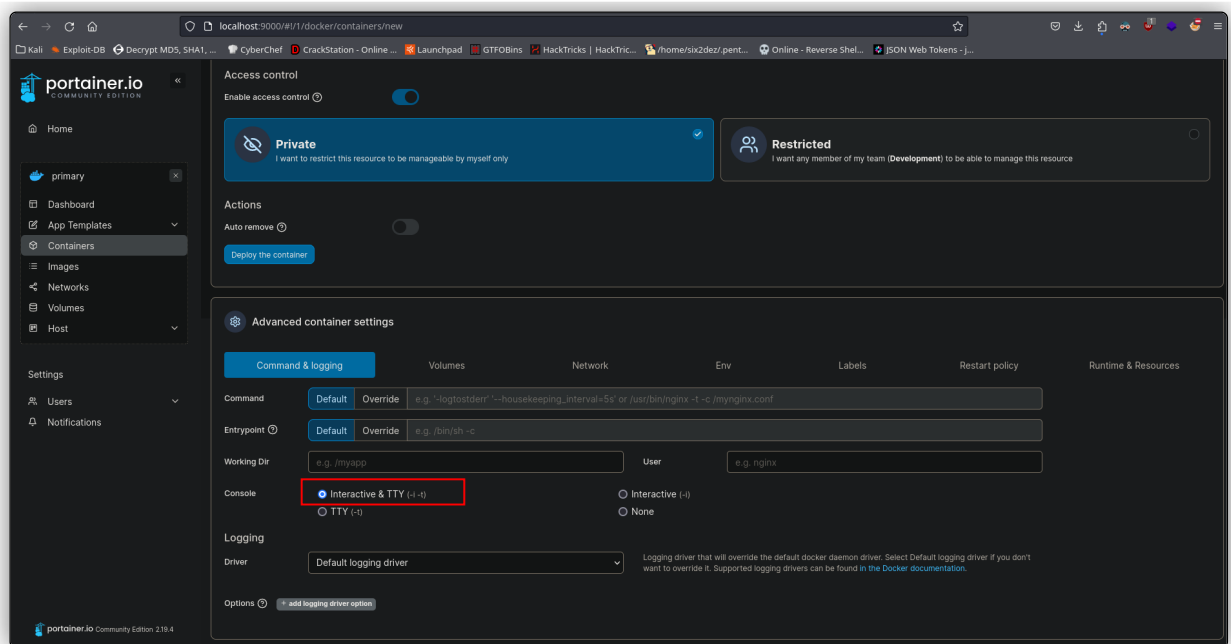 localhost:9000/#!/1/docker/containers/new
Kali Exploit-DB Decrypt MD5, SHA1, ... CyberChef CrackStation - Online ... Launchpad GTFOBins HackTricks | HackTric... /home/six2dez/.pent... Online - Reverse Shel... JSON Web Tokens - j...
portainer.io
COMMUNITY EDITION
Home
primary
Dashboard
App Templates
Containers
Images
Networks
Volumes
Host
Settings
Users
Notifications
portainer.io Community Edition 2.19.4
Access control
Enable access control
Private
I want to restrict this resource to be manageable by myself only
Restricted
I want any member of my team (Development) to be able to manage this resource
Actions
Auto remove
Deploy the container
Advanced container settings
Command & logging Volumes Network Env Labels Restart policy Runtime & Resources
Command Default Override e.g. '-logtostderr' '--housekeeping_interval=5s' or /usr/bin/nginx -t -c /mynginx.conf
Entrypoint Default Override e.g. /bin/sh -c
Working Dir e.g. /myapp User e.g. nginx
Console Interactive & TTY (-i -t) Interactive (-i)
TTY (-t) None
Logging
Driver Default logging driver
Logging driver that will override the default docker daemon driver. Select Default logging driver if you don't
want to override it. Supported logging drivers can be found in the Docker documentation.
Options + add logging driver option